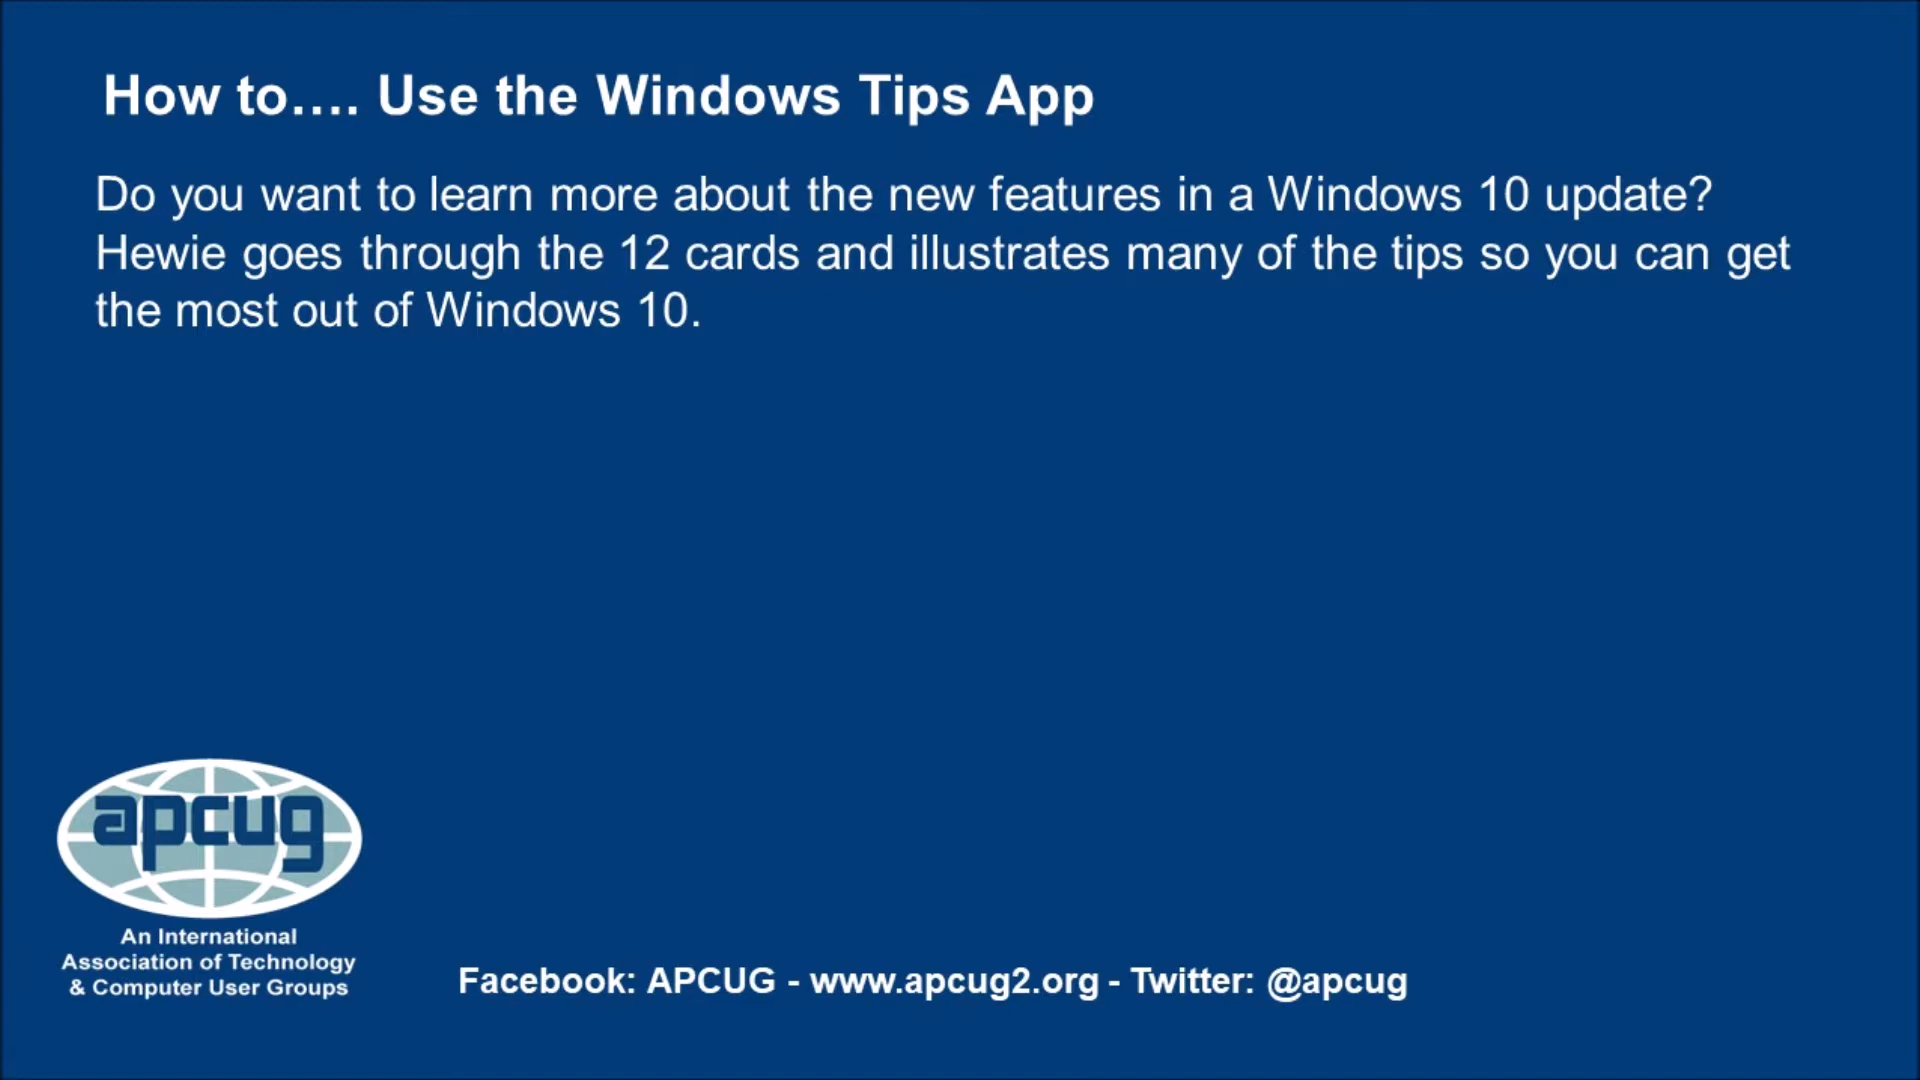 How to.... Use the Windows Tips App
Do you want to learn more about the new features in a Windows 10 update?
Hewie goes through the 12 cards and illustrates many of the tips so you can get
the most out of Windows 10.
apcug
An International
Association of Technology
& Computer User Groups
Facebook: APCUG - www.apcug2.org - Twitter: @apcug